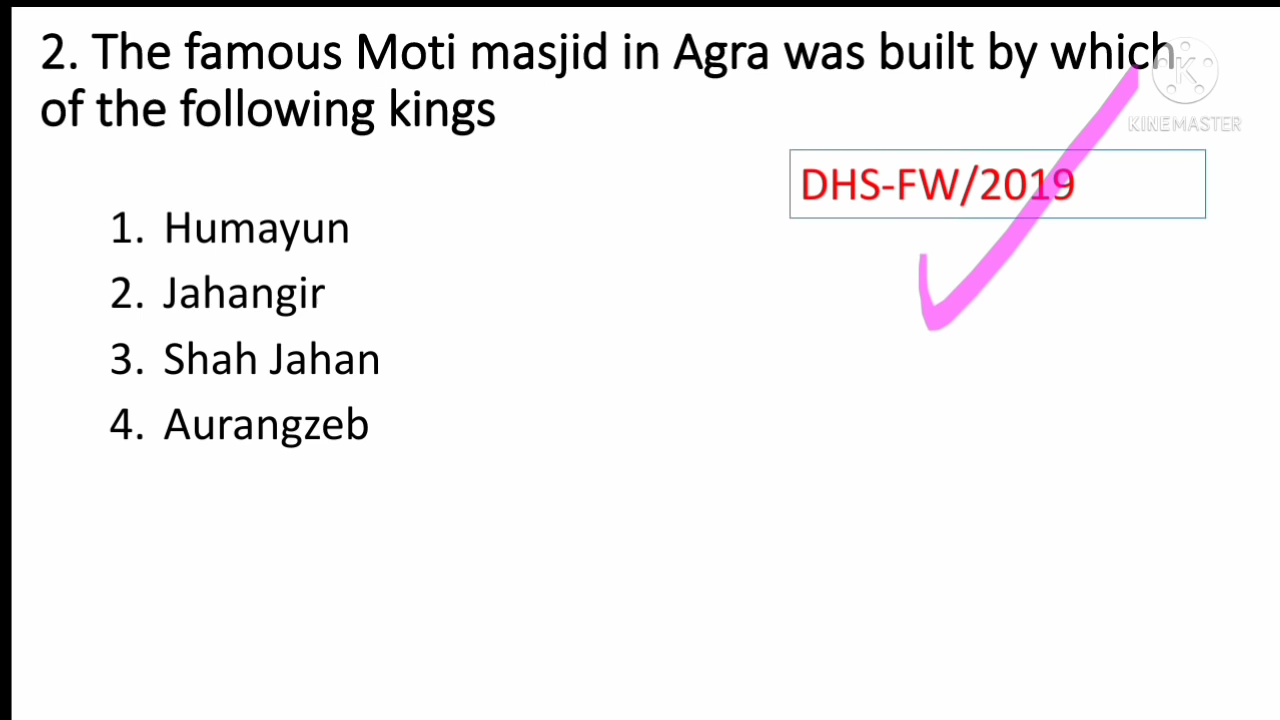 2. The famous Moti masjid in Agra was built by which
of the following kings
KINEMASTER
DHS-FW/2019
1. Humayun
2. Jahangir
3. Shah Jahan
4. Aurangzeb